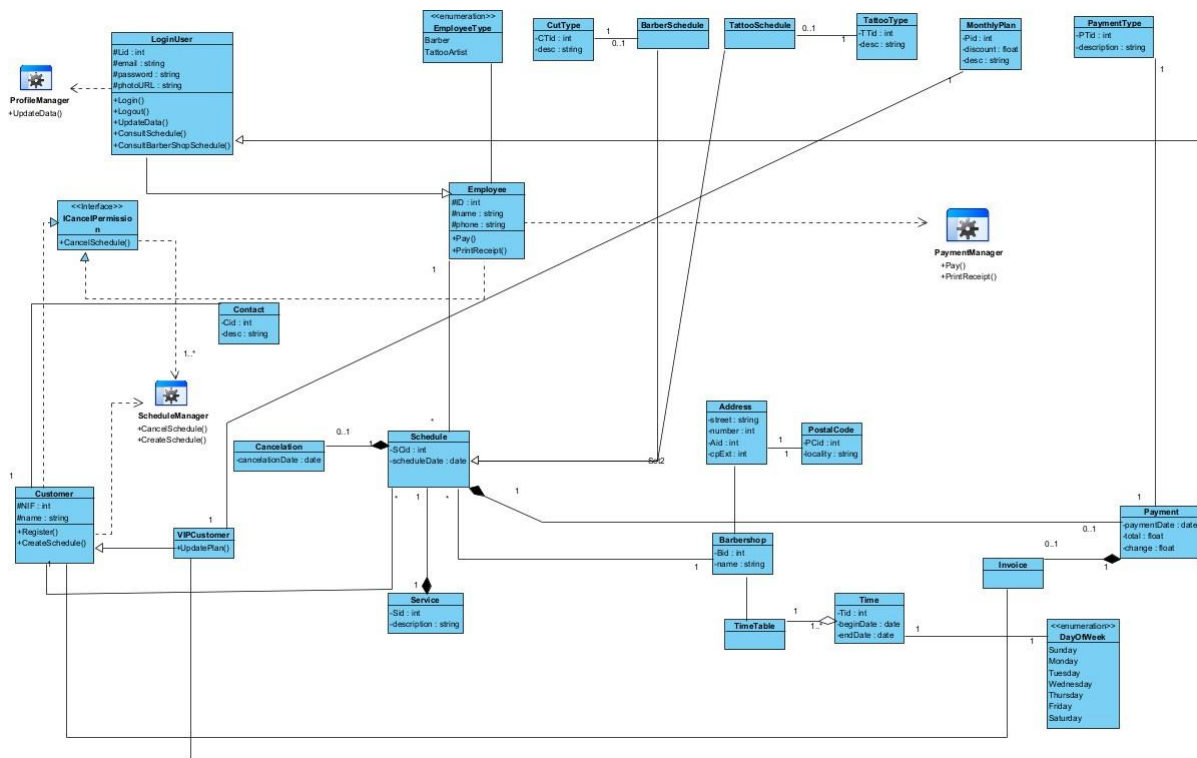 LoginUser
#Lid : int
#email : string
#password : string
#photoURL : string
+Login()
+Logout()
+UpdateData()
+ConsultSchedule()
+ConsultBarberShopSchedule()
<<enumeration>>
EmployeeType
Barber
TattooArtist
CutType
-CTid : int
-desc : string
1
0..1
BarberSchedule
TattooSchedule
0..1
1
TattoType
-TTid : int
-desc : string
MonthlyPlan
-Pid : int
-discount : float
-desc : string
1
PaymentType
-PTid : int
-description : string
1
ProfileManager
+UpdateData()
<<Interface>>
ICancelPermissio
n
+CancelSchedule()
Employee
#ID : int
#name : string
#phone : string
+Pay()
+PrintReceipt()
1
PaymentManager
+Pay()
+PrintReceipt()
Contact
-Cid : int
-desc : string
1..*
ScheduleManager
+CancelSchedule()
+CreateSchedule()
*
Cancelation
-cancelationDate : date
0..1
1
Schedule
-SCid : int
-scheduleDate : date
Address
-street : string
-number : int
-Aid : int
-cpExt : int
1
1
PostalCode
-PCid : int
-locality : string
1
Customer
#NIF : int
#name : string
+Register()
+CreateSchedule()
1
1
VIPCustomer
+UpdatePlan()
*
1
*
1
1
Payment
-paymentDate : date
-total : float
-change : float
0..1
0..1
1
Invoice
Barbershop
-Bid : int
-name : string
1
1
Service
-Sid : int
-description : string
TimeTable
1
1..*
Time
-Tid : int
-beginDate : date
-endDate : date
1
1
<<enumeration>>
DayOfWeek
Sunday
Monday
Tuesday
Wednesday
Thursday
Friday
Saturday